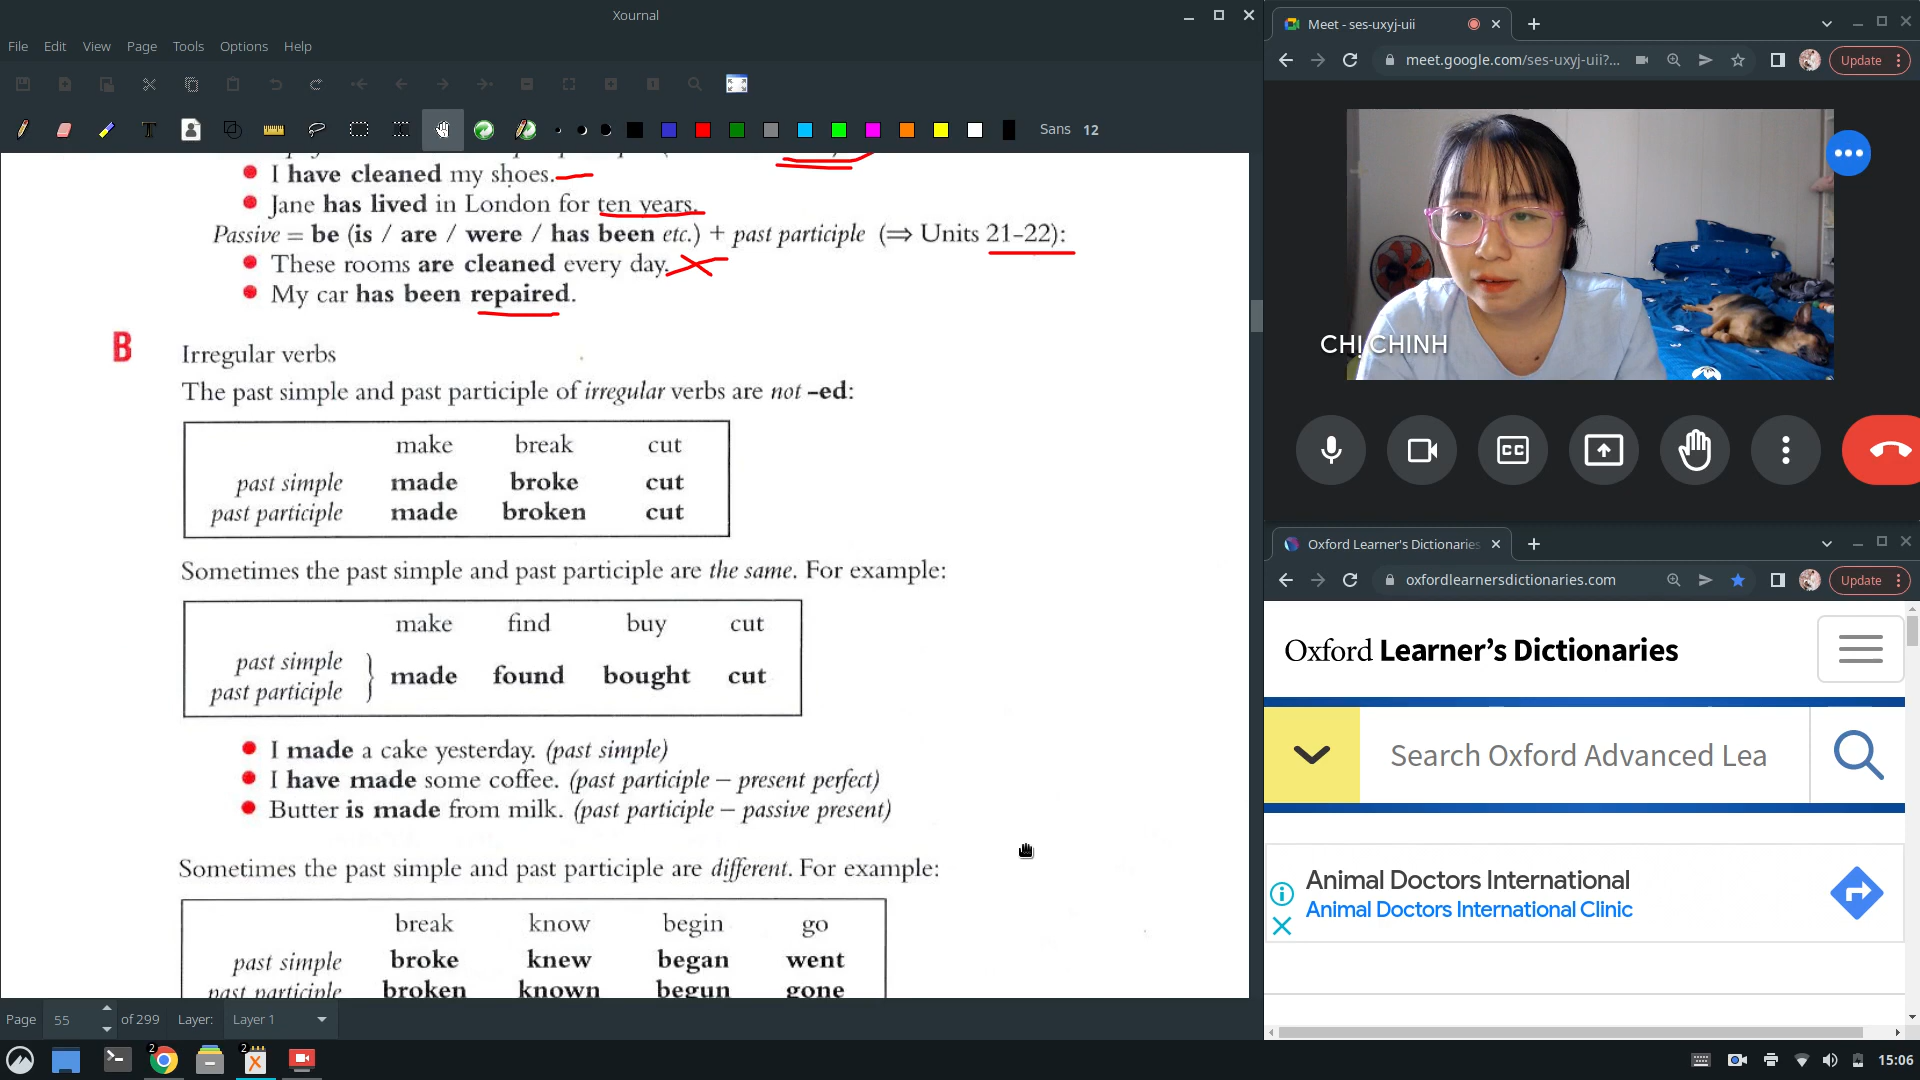 Xournal
File Edit View Page Tools Options Help
Sans 12
I have cleaned my shoes.
Jane has lived in London for ten years.
Passive = be (is / are / were / has been etc.) + past participle (⇒ Units 21–22):
These rooms are cleaned every day.
My car has been repaired.
B Irregular verbs
The past simple and past participle of irregular verbs are not –ed:
make break cut
past simple made broke cut
past participle made broken cut
Sometimes the past simple and past participle are the same. For example:
make find buy cut
past simple
past participle } made found bought cut
I made a cake yesterday. (past simple)
I have made some coffee. (past participle – present perfect)
Butter is made from milk. (past participle – passive present)
Sometimes the past simple and past participle are different. For example:
break know begin go
past simple broke knew began went
past participle broken known begun gone
Page 55 of 299 Layer: Layer 1
Meet - ses-uxyj-uii
meet.google.com/ses-uxyj-uii?...
Update
CHỊ CHINH
CC
Oxford Learner's Dictionaries
oxfordlearnersdictionaries.com
Update
Oxford Learner's Dictionaries
Search Oxford Advanced Lea
Animal Doctors International
Animal Doctors International Clinic
2
2
15:06